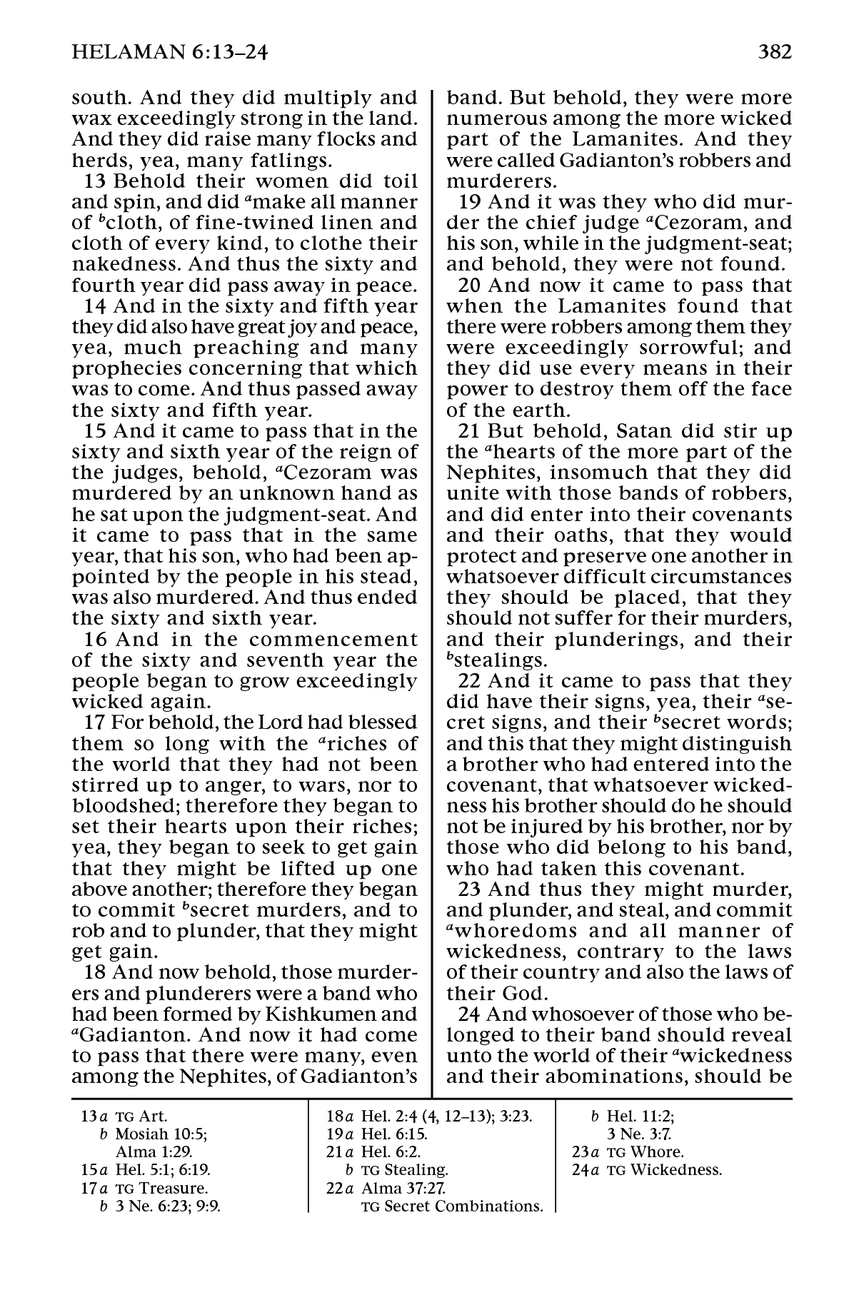 HELAMAN 6:13–24 382
south. And they did multiply and
wax exceedingly strong in the land.
And they did raise many flocks and
herds, yea, many fatlings.
13 Behold their women did toil
and spin, and did amake all manner
of bcloth, of fine-twined linen and
cloth of every kind, to clothe their
nakedness. And thus the sixty and
fourth year did pass away in peace.
14 And in the sixty and fifth year
they did also have great joy and peace,
yea, much preaching and many
prophecies concerning that which
was to come. And thus passed away
the sixty and fifth year.
15 And it came to pass that in the
sixty and sixth year of the reign of
the judges, behold, aCezoram was
murdered by an unknown hand as
he sat upon the judgment-seat. And
it came to pass that in the same
year, that his son, who had been ap-
pointed by the people in his stead,
was also murdered. And thus ended
the sixty and sixth year.
16 And in the commencement
of the sixty and seventh year the
people began to grow exceedingly
wicked again.
17 For behold, the Lord had blessed
them so long with the ariches of
the world that they had not been
stirred up to anger, to wars, nor to
bloodshed; therefore they began to
set their hearts upon their riches;
yea, they began to seek to get gain
that they might be lifted up one
above another; therefore they began
to commit bsecret murders, and to
rob and to plunder, that they might
get gain.
18 And now behold, those murder-
ers and plunderers were a band who
had been formed by Kishkumen and
aGadianton. And now it had come
to pass that there were many, even
among the Nephites, of Gadianton’s
band. But behold, they were more
numerous among the more wicked
part of the Lamanites. And they
were called Gadianton’s robbers and
murderers.
19 And it was they who did mur-
der the chief judge aCezoram, and
his son, while in the judgment-seat;
and behold, they were not found.
20 And now it came to pass that
when the Lamanites found that
there were robbers among them they
were exceedingly sorrowful; and
they did use every means in their
power to destroy them off the face
of the earth.
21 But behold, Satan did stir up
the ahearts of the more part of the
Nephites, insomuch that they did
unite with those bands of robbers,
and did enter into their covenants
and their oaths, that they would
protect and preserve one another in
whatsoever difficult circumstances
they should be placed, that they
should not suffer for their murders,
and their plunderings, and their
bstealings.
22 And it came to pass that they
did have their signs, yea, their ase-
cret signs, and their bsecret words;
and this that they might distinguish
a brother who had entered into the
covenant, that whatsoever wicked-
ness his brother should do he should
not be injured by his brother, nor by
those who did belong to his band,
who had taken this covenant.
23 And thus they might murder,
and plunder, and steal, and commit
awhoredoms and all manner of
wickedness, contrary to the laws
of their country and also the laws of
their God.
24 And whosoever of those who be-
longed to their band should reveal
unto the world of their awickedness
and their abominations, should be
13a TG Art.
b Mosiah 10:5;
Alma 1:29.
15a Hel. 5:1; 6:19.
17a TG Treasure.
b 3 Ne. 6:23; 9:9.
18a Hel. 2:4 (4, 12–13); 3:23.
19a Hel. 6:15.
21a Hel. 6:2.
b TG Stealing.
22a Alma 37:27.
TG Secret Combinations.
b Hel. 11:2;
3 Ne. 3:7.
23a TG Whore.
24a TG Wickedness.